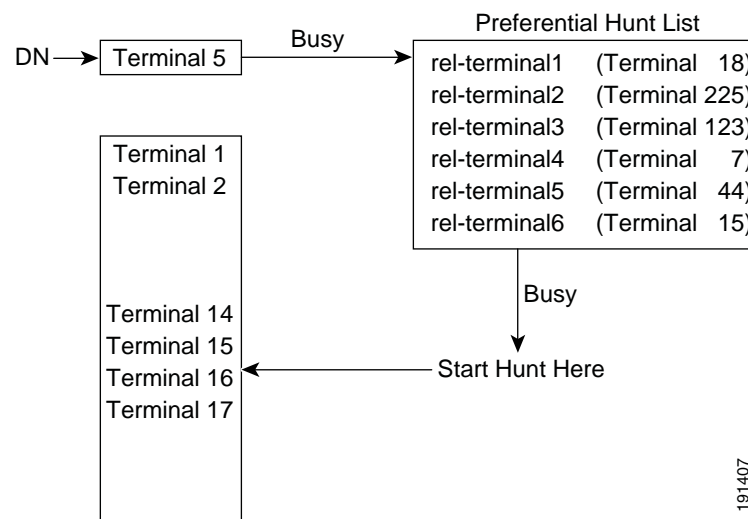 Preferential Hunt List
DN
Terminal 5
Busy
rel-terminal1 (Terminal 18)
rel-terminal2 (Terminal 225)
rel-terminal3 (Terminal 123)
rel-terminal4 (Terminal 7)
rel-terminal5 (Terminal 44)
rel-terminal6 (Terminal 15)
Terminal 1
Terminal 2
Busy
Terminal 14
Terminal 15
Terminal 16
Terminal 17
Start Hunt Here
191407